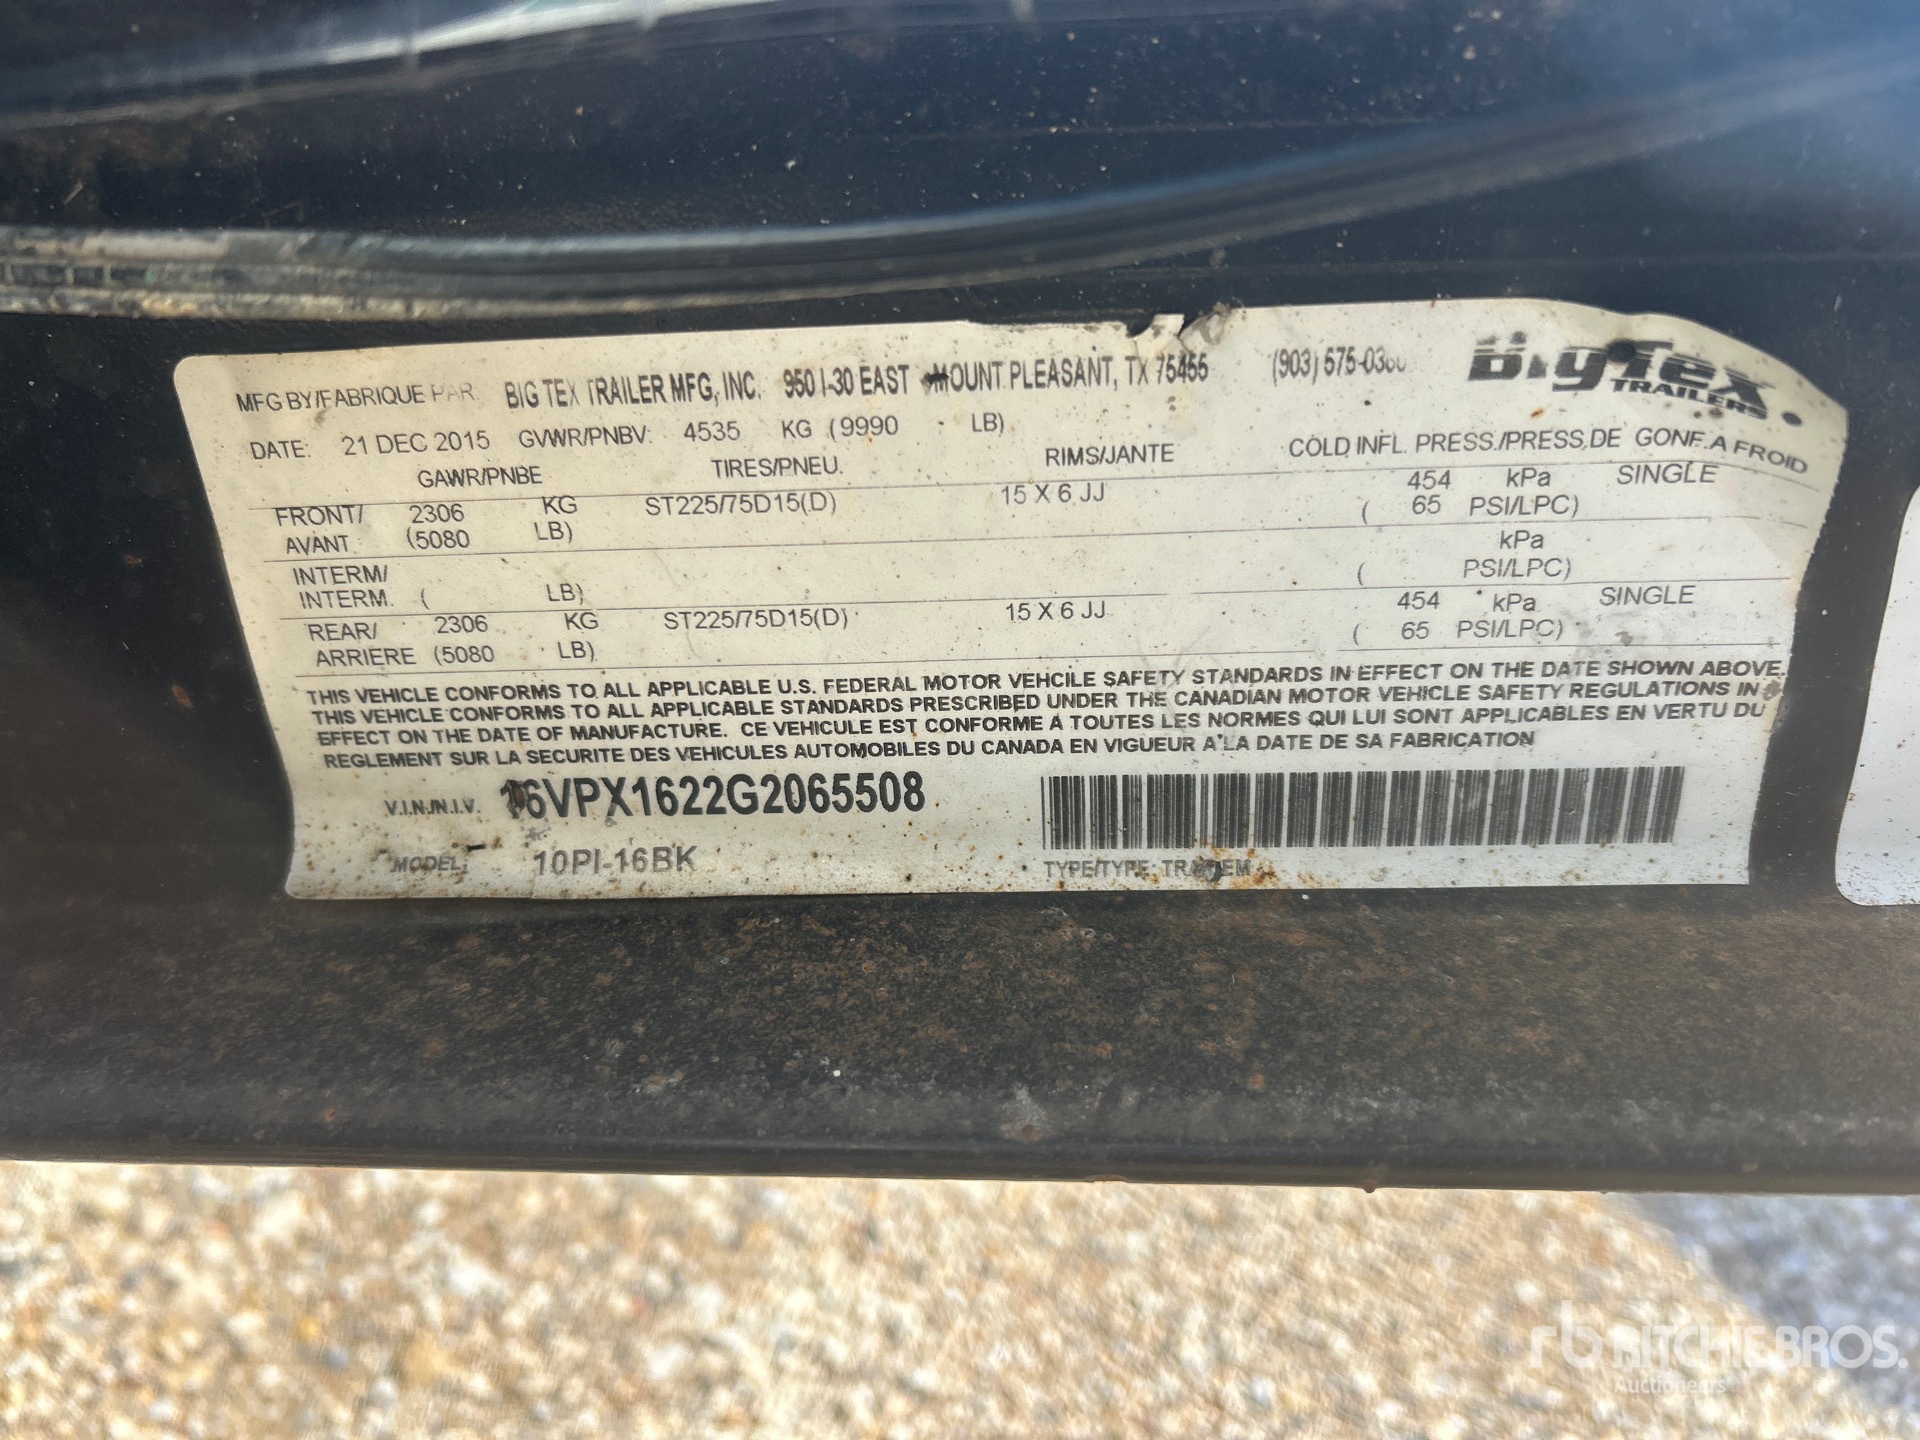 MFG BY/FABRIQUE PAR BIG TEX TRAILER MFG, INC. 950 I-30 EAST MOUNT PLEASANT, TX 75455 (903) 575-03 BigTex TRAILERS
DATE: 21 DEC 2015 GVWR/PNBV: 4535 KG (9990 LB)
GAWR/PNBE TIRES/PNEU. RIMS/JANTE COLD INFL. PRESS./PRESS,DE GONF.A FROID
FRONT/ 2306 KG ST225/75D15(D) 15 X 6 JJ 454 kPa SINGLE
AVANT (5080 LB) ( 65 PSI/LPC)
INTERM/ kPa
INTERM. ( LB) ( PSI/LPC)
REAR/ 2306 KG ST225/75D15(D) 15 X 6 JJ 454 kPa SINGLE
ARRIERE (5080 LB) ( 65 PSI/LPC)
THIS VEHICLE CONFORMS TO ALL APPLICABLE U.S. FEDERAL MOTOR VEHCILE SAFETY STANDARDS IN EFFECT ON THE DATE SHOWN ABOVE.
THIS VEHICLE CONFORMS TO ALL APPLICABLE STANDARDS PRESCRIBED UNDER THE CANADIAN MOTOR VEHICLE SAFETY REGULATIONS IN
EFFECT ON THE DATE OF MANUFACTURE. CE VEHICULE EST CONFORME A TOUTES LES NORMES QUI LUI SONT APPLICABLES EN VERTU DU
REGLEMENT SUR LA SECURITE DES VEHICULES AUTOMOBILES DU CANADA EN VIGUEUR A LA DATE DE SA FABRICATION
V.I.N./N.I.V. 16VPX1622G2065508
MODEL: 10PI-16BK TYPE/TYPE:
rb RITCHIE BROS.
Auctioneers